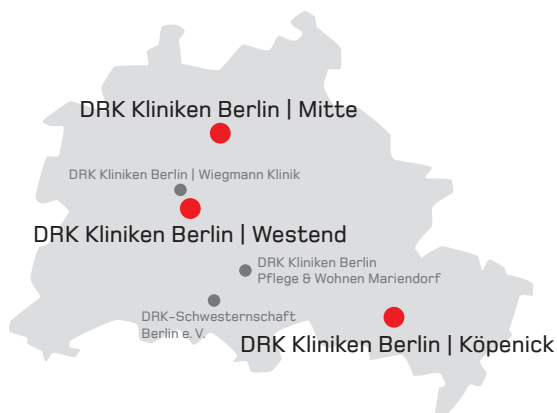 DRK Kliniken Berlin | Mitte
DRK Kliniken Berlin | Wiegmann Klinik
DRK Kliniken Berlin | Westend
DRK Kliniken Berlin
Pflege & Wohnen Mariendorf
DRK-Schwesternschaft
Berlin e. V.
DRK Kliniken Berlin | Köpenick